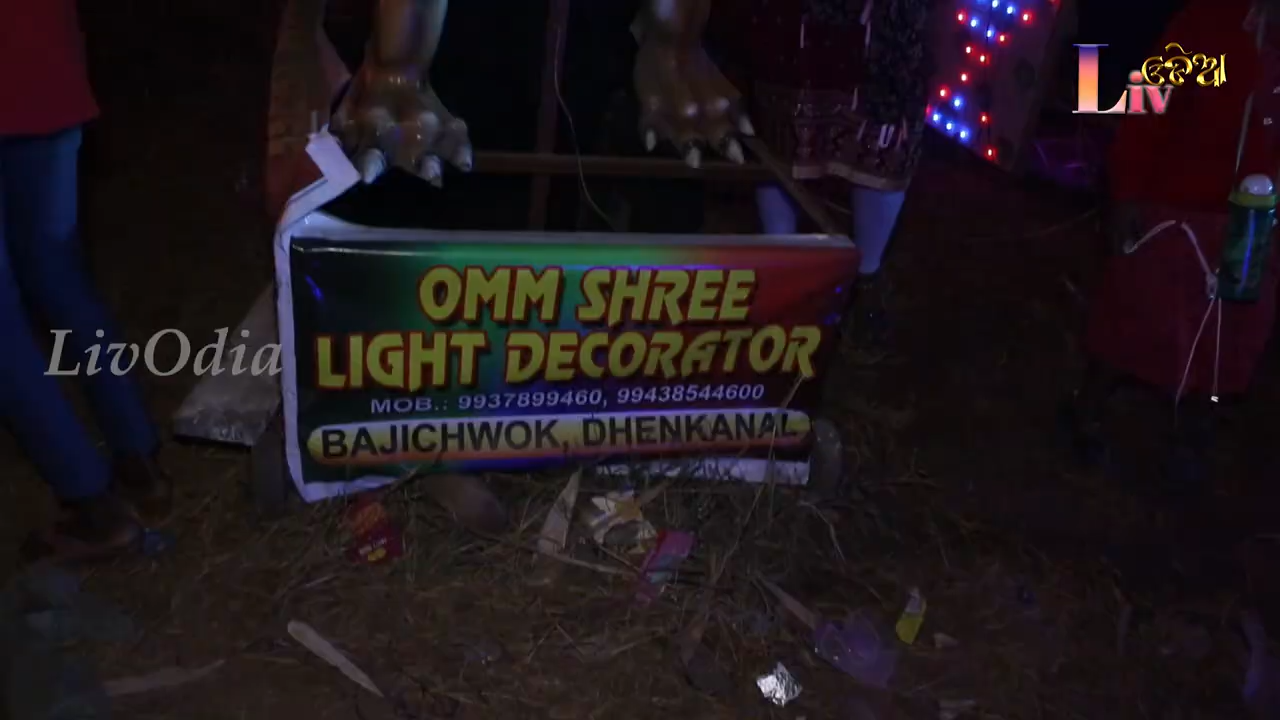 Liv ଓଡିଆ
OMM SHREE
LIGHT DECORATOR
LivOdia
MOB.: 9937899460, 99438544600
BAJICHWOK, DHENKANAL